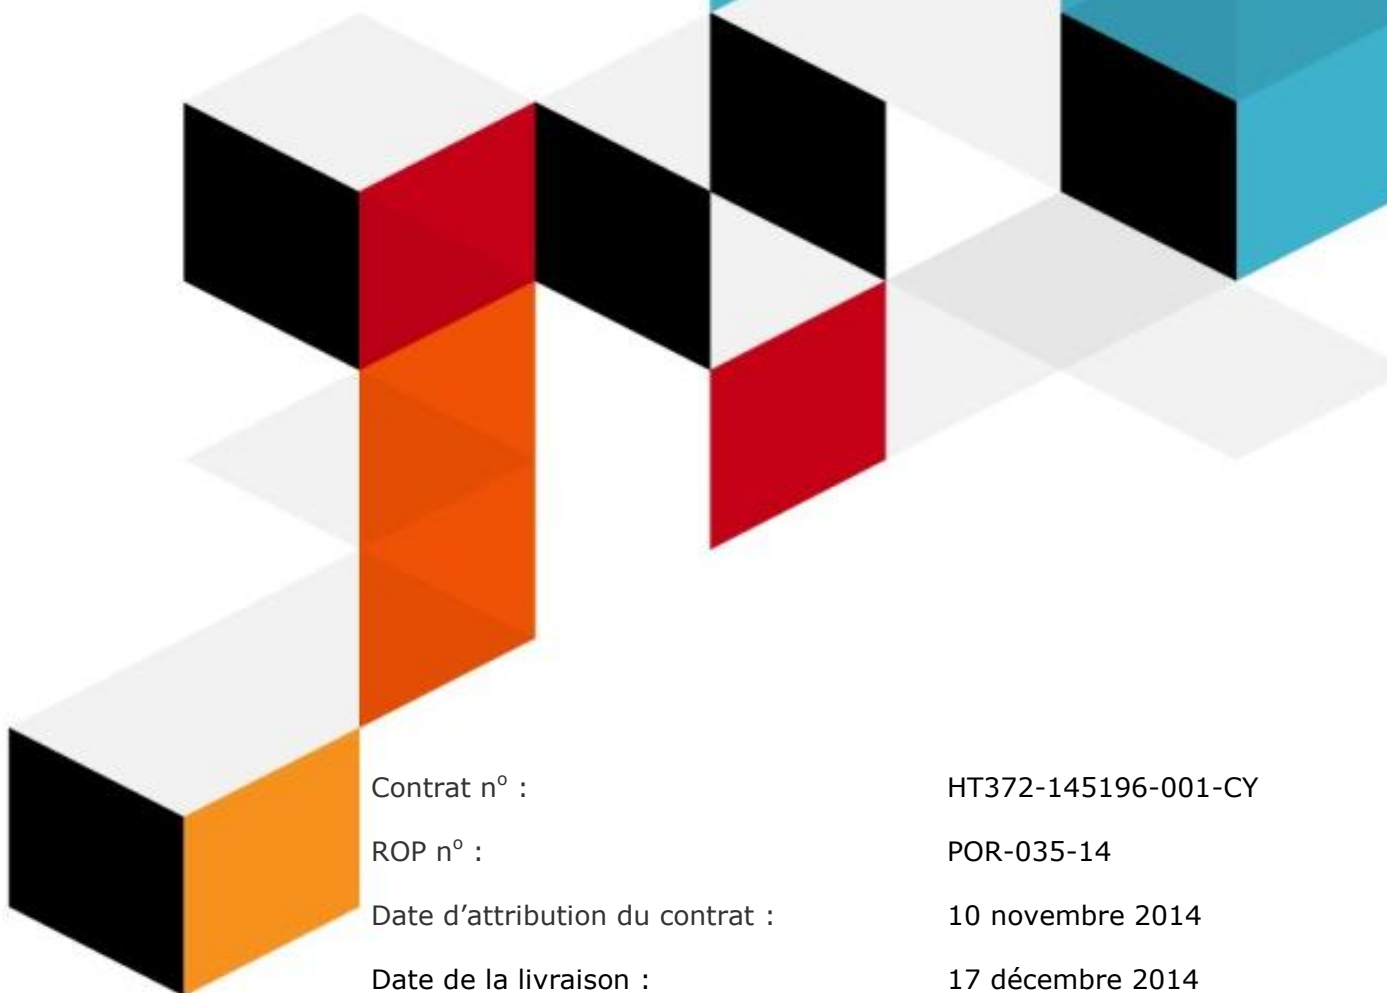 Contrat nº : HT372-145196-001-CY
ROP nº : POR-035-14
Date d’attribution du contrat : 10 novembre 2014
Date de la livraison : 17 décembre 2014